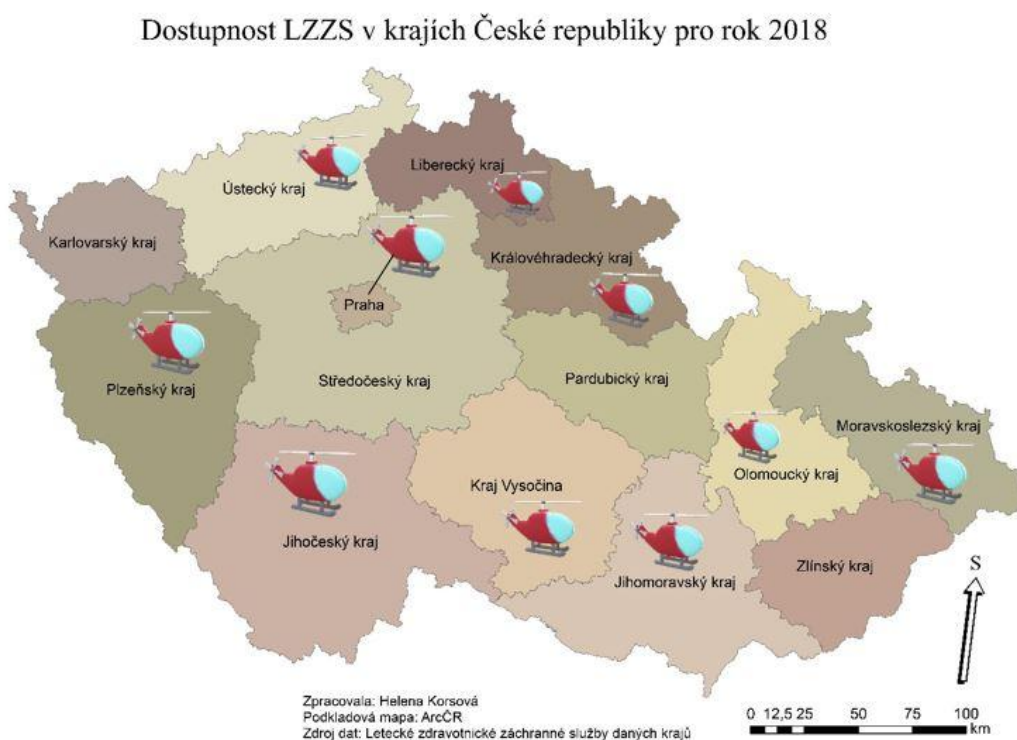 Dostupnost LZZS v krajích České republiky pro rok 2018
Liberecký kraj
Ústecký kraj
Karlovarský kraj
Královéhradecký kraj
Praha
Plzeňský kraj
Středočeský kraj
Pardubický kraj
Moravskoslezský kraj
Olomoucký kraj
Kraj Vysočina
Jihočeský kraj
Jihomoravský kraj
Zlínský kraj
S
Zpracovala: Helena Korsová
Podkladová mapa: ArcČR
Zdroj dat: Letecké zdravotnické záchranné služby daných krajů
0 12,5 25 50 75 100
km